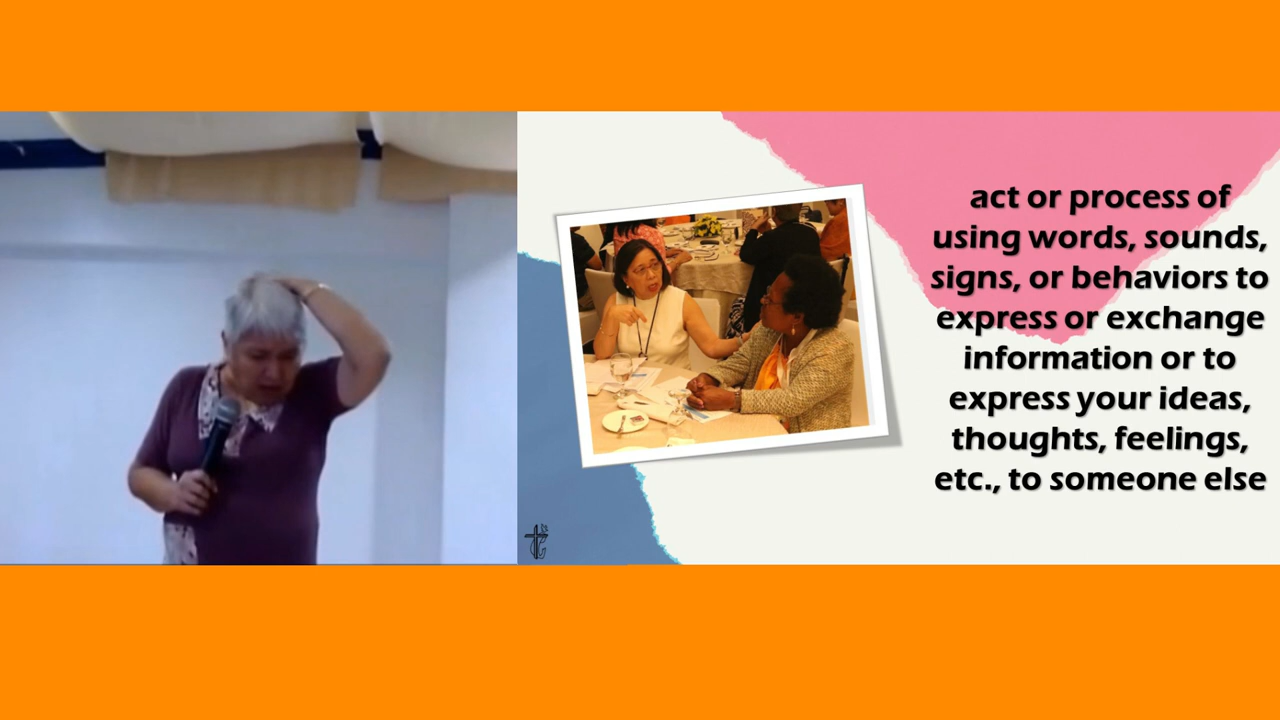 act or process of
using words, sounds,
signs, or behaviors to
express or exchange
information or to
express your ideas,
thoughts, feelings,
etc., to someone else